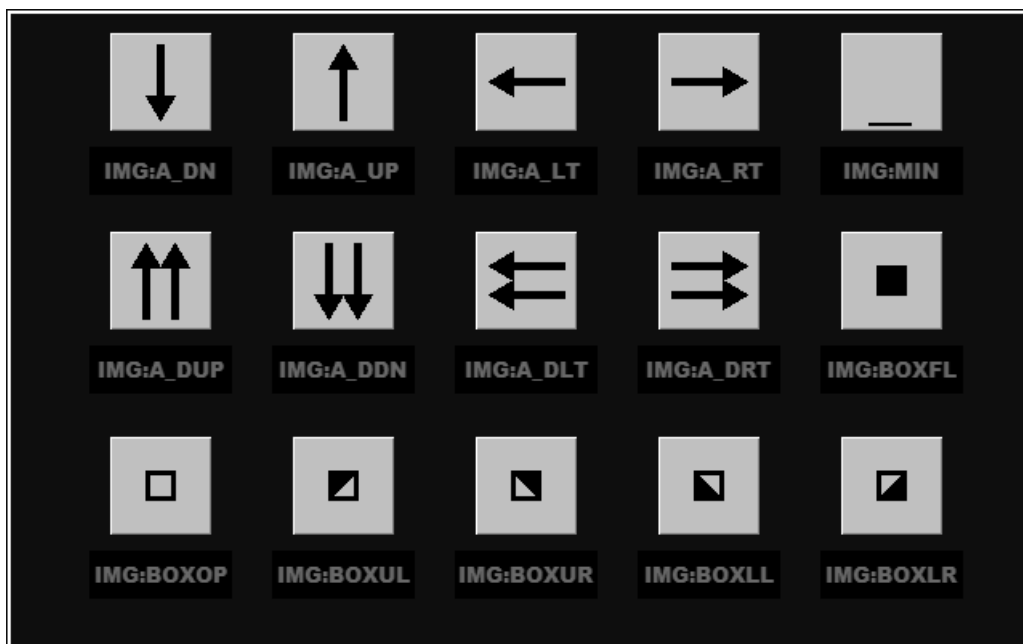 IMG:A_DN IMG:A_UP IMG:A_LT IMG:A_RT IMG:MIN
IMG:A_DUP IMG:A_DDN IMG:A_DLT IMG:A_DRT IMG:BOXFL
IMG:BOXOP IMG:BOXUL IMG:BOXUR IMG:BOXLL IMG:BOXLR